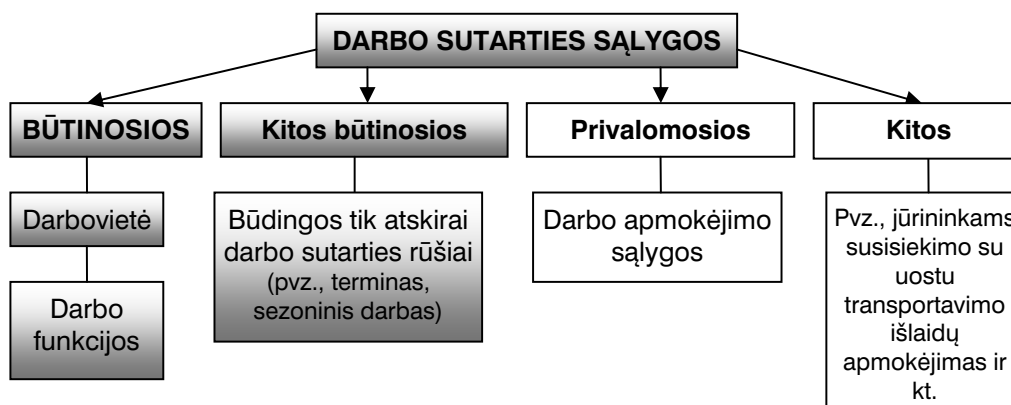 DARBO SUTARTIES SĄLYGOS
BŪTINOSIOS
Kitos būtinosios
Privalomosios
Kitos
Darbovietė
Darbo
funkcijos
Būdingos tik atskirai
darbo sutarties rūšiai
(pvz., terminas,
sezoninis darbas)
Darbo apmokėjimo
sąlygos
Pvz., jūrininkams
susisiekimo su
uostu
transportavimo
išlaidų
apmokėjimas ir
kt.